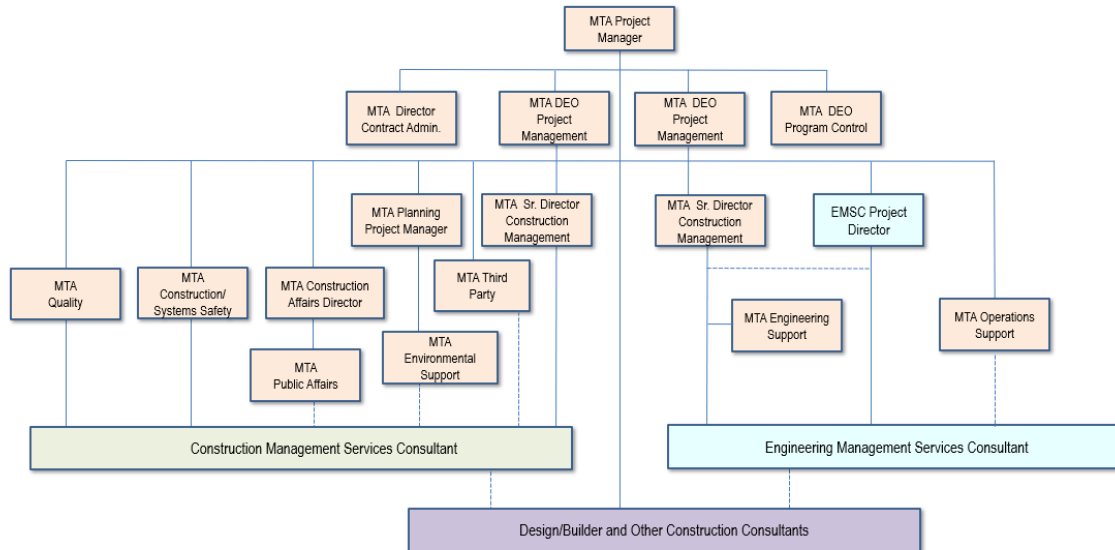 MTA Project
Manager
MTA Director
Contract Admin.
MTA DEO
Project
Management
MTA DEO
Project
Management
MTA DEO
Program Control
MTA Planning
Project Manager
MTA Sr. Director
Construction
Management
MTA Sr. Director
Construction
Management
EMSC Project
Director
MTA
Quality
MTA
Construction/
Systems Safety
MTA Construction
Affairs Director
MTA Third
Party
MTA Engineering
Support
MTA Operations
Support
MTA
Public Affairs
MTA
Environmental
Support
Construction Management Services Consultant
Engineering Management Services Consultant
Design/Builder and Other Construction Consultants